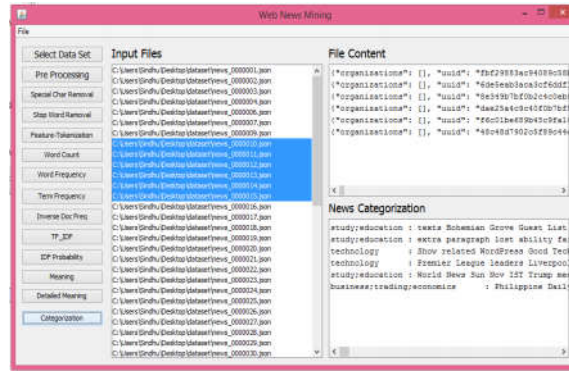 Web News Mining
File
Select Data Set
Pre Processing
Special Char Removal
Stop Word Removal
Feature-Tokenization
Word Count
Word Frequency
Term Frequency
Inverse Doc Freq
TF_IDF
IDF Probability
Meaning
Detailed Meaning
Categorization
Input Files
C:\Users\Sindhu\Desktop\dataset\news_0000001.json
C:\Users\Sindhu\Desktop\dataset\news_0000002.json
C:\Users\Sindhu\Desktop\dataset\news_0000003.json
C:\Users\Sindhu\Desktop\dataset\news_0000004.json
C:\Users\Sindhu\Desktop\dataset\news_0000006.json
C:\Users\Sindhu\Desktop\dataset\news_0000007.json
C:\Users\Sindhu\Desktop\dataset\news_0000009.json
C:\Users\Sindhu\Desktop\dataset\news_0000010.json
C:\Users\Sindhu\Desktop\dataset\news_0000011.json
C:\Users\Sindhu\Desktop\dataset\news_0000012.json
C:\Users\Sindhu\Desktop\dataset\news_0000013.json
C:\Users\Sindhu\Desktop\dataset\news_0000014.json
C:\Users\Sindhu\Desktop\dataset\news_0000015.json
C:\Users\Sindhu\Desktop\dataset\news_0000016.json
C:\Users\Sindhu\Desktop\dataset\news_0000017.json
C:\Users\Sindhu\Desktop\dataset\news_0000018.json
C:\Users\Sindhu\Desktop\dataset\news_0000019.json
C:\Users\Sindhu\Desktop\dataset\news_0000020.json
C:\Users\Sindhu\Desktop\dataset\news_0000021.json
C:\Users\Sindhu\Desktop\dataset\news_0000022.json
C:\Users\Sindhu\Desktop\dataset\news_0000023.json
C:\Users\Sindhu\Desktop\dataset\news_0000024.json
C:\Users\Sindhu\Desktop\dataset\news_0000025.json
C:\Users\Sindhu\Desktop\dataset\news_0000026.json
C:\Users\Sindhu\Desktop\dataset\news_0000027.json
C:\Users\Sindhu\Desktop\dataset\news_0000028.json
C:\Users\Sindhu\Desktop\dataset\news_0000029.json
C:\Users\Sindhu\Desktop\dataset\news_0000030.json
File Content
{"organizations": [], "uuid":
{"organizations": [], "uuid":
{"organizations": [], "uuid":
{"organizations": [], "uuid":
{"organizations": [], "uuid":
{"organizations": [], "uuid":
News Categorization
study;education : texts Bohemian Grove Guest List
study;education : extra paragraph lost ability
technology : Show related WordPress Good Tech
technology : Premier League leaders Liverpool
study;education : World News Sun Nov IST Trump
business;trading;economics : Philippine